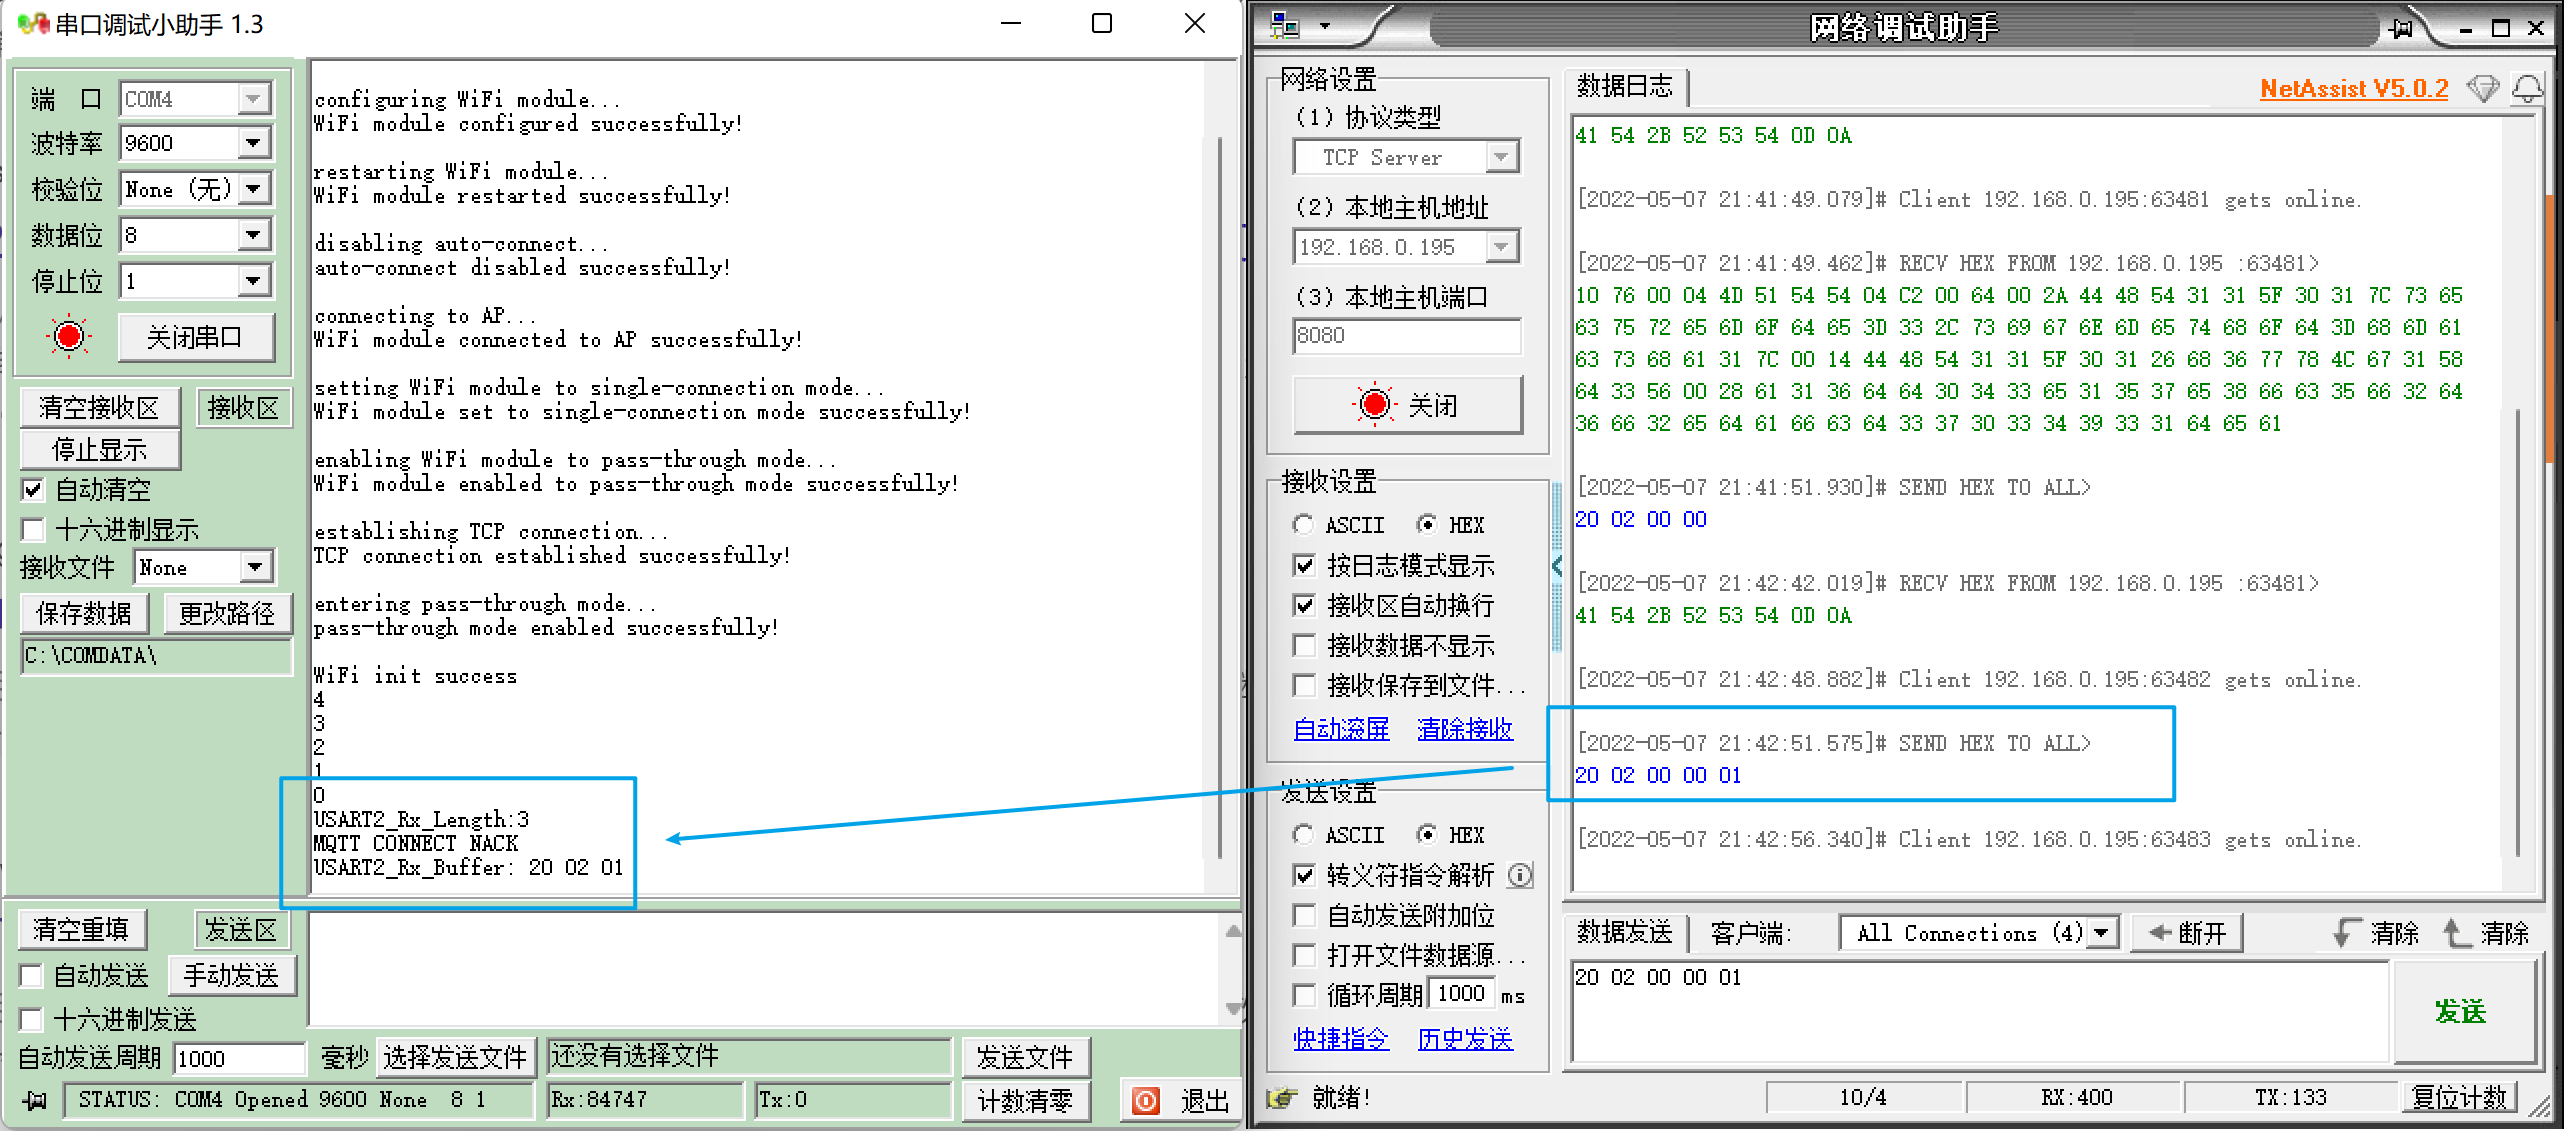 串口调试小助手 1.3
端 口 COM4
波特率 9600
校验位 None (无)
数据位 8
停止位 1
关闭串口
清空接收区 接收区
停止显示
自动清空
十六进制显示
接收文件 None
保存数据 更改路径
C:\COMDATA\
configuring WiFi module...
WiFi module configured successfully!
restarting WiFi module...
WiFi module restarted successfully!
disabling auto-connect...
auto-connect disabled successfully!
connecting to AP...
WiFi module connected to AP successfully!
setting WiFi module to single-connection mode...
WiFi module set to single-connection mode successfully!
enabling WiFi module to pass-through mode...
WiFi module enabled to pass-through mode successfully!
establishing TCP connection...
TCP connection established successfully!
entering pass-through mode...
pass-through mode enabled successfully!
WiFi init success
4
3
2
1
0
USART2_Rx_Length:3
MQTT CONNECT NACK
USART2_Rx_Buffer: 20 02 01
清空重填 发送区
自动发送 手动发送
十六进制发送
自动发送周期 1000 毫秒 选择发送文件 还没有选择文件 发送文件
STATUS: COM4 Opened 9600 None 8 1 Rx:84747 Tx:0 计数清零 退出
网络调试助手
网络设置
(1) 协议类型
TCP Server
(2) 本地主机地址
192.168.0.195
(3) 本地主机端口
8080
关闭
接收设置
ASCII HEX
按日志模式显示
接收区自动换行
接收数据不显示
接收保存到文件...
自动滚屏 清除接收
发送设置
ASCII HEX
转义符指令解析
自动发送附加位
打开文件数据源...
循环周期 1000 ms
快捷指令 历史发送
数据日志 NetAssist V5.0.2
41 54 2B 52 53 54 0D 0A
[2022-05-07 21:41:49.079]# Client 192.168.0.195:63481 gets online.
[2022-05-07 21:41:49.462]# RECV HEX FROM 192.168.0.195 :63481>
10 76 00 04 4D 51 54 54 04 C2 00 64 00 2A 44 48 54 31 31 5F 30 31 7C 73 65
63 75 72 65 6D 6F 64 65 3D 33 2C 73 69 67 6E 6D 65 74 68 6F 64 3D 68 6D 61
63 73 68 61 31 7C 00 14 44 48 54 31 31 5F 30 31 26 68 36 77 78 4C 67 31 58
64 33 56 00 28 61 31 36 64 64 30 34 33 65 31 35 37 65 38 66 63 35 66 32 64
36 66 32 65 64 61 66 63 64 33 37 30 33 34 39 33 31 64 65 61
[2022-05-07 21:41:51.930]# SEND HEX TO ALL>
20 02 00 00
[2022-05-07 21:42:42.019]# RECV HEX FROM 192.168.0.195 :63481>
41 54 2B 52 53 54 0D 0A
[2022-05-07 21:42:48.882]# Client 192.168.0.195:63482 gets online.
[2022-05-07 21:42:51.575]# SEND HEX TO ALL>
20 02 00 00 01
[2022-05-07 21:42:56.340]# Client 192.168.0.195:63483 gets online.
数据发送 客户端: All Connections (4) 断开 清除 清除
20 02 00 00 01
发送
就绪! 10/4 RX:400 TX:133 复位计数